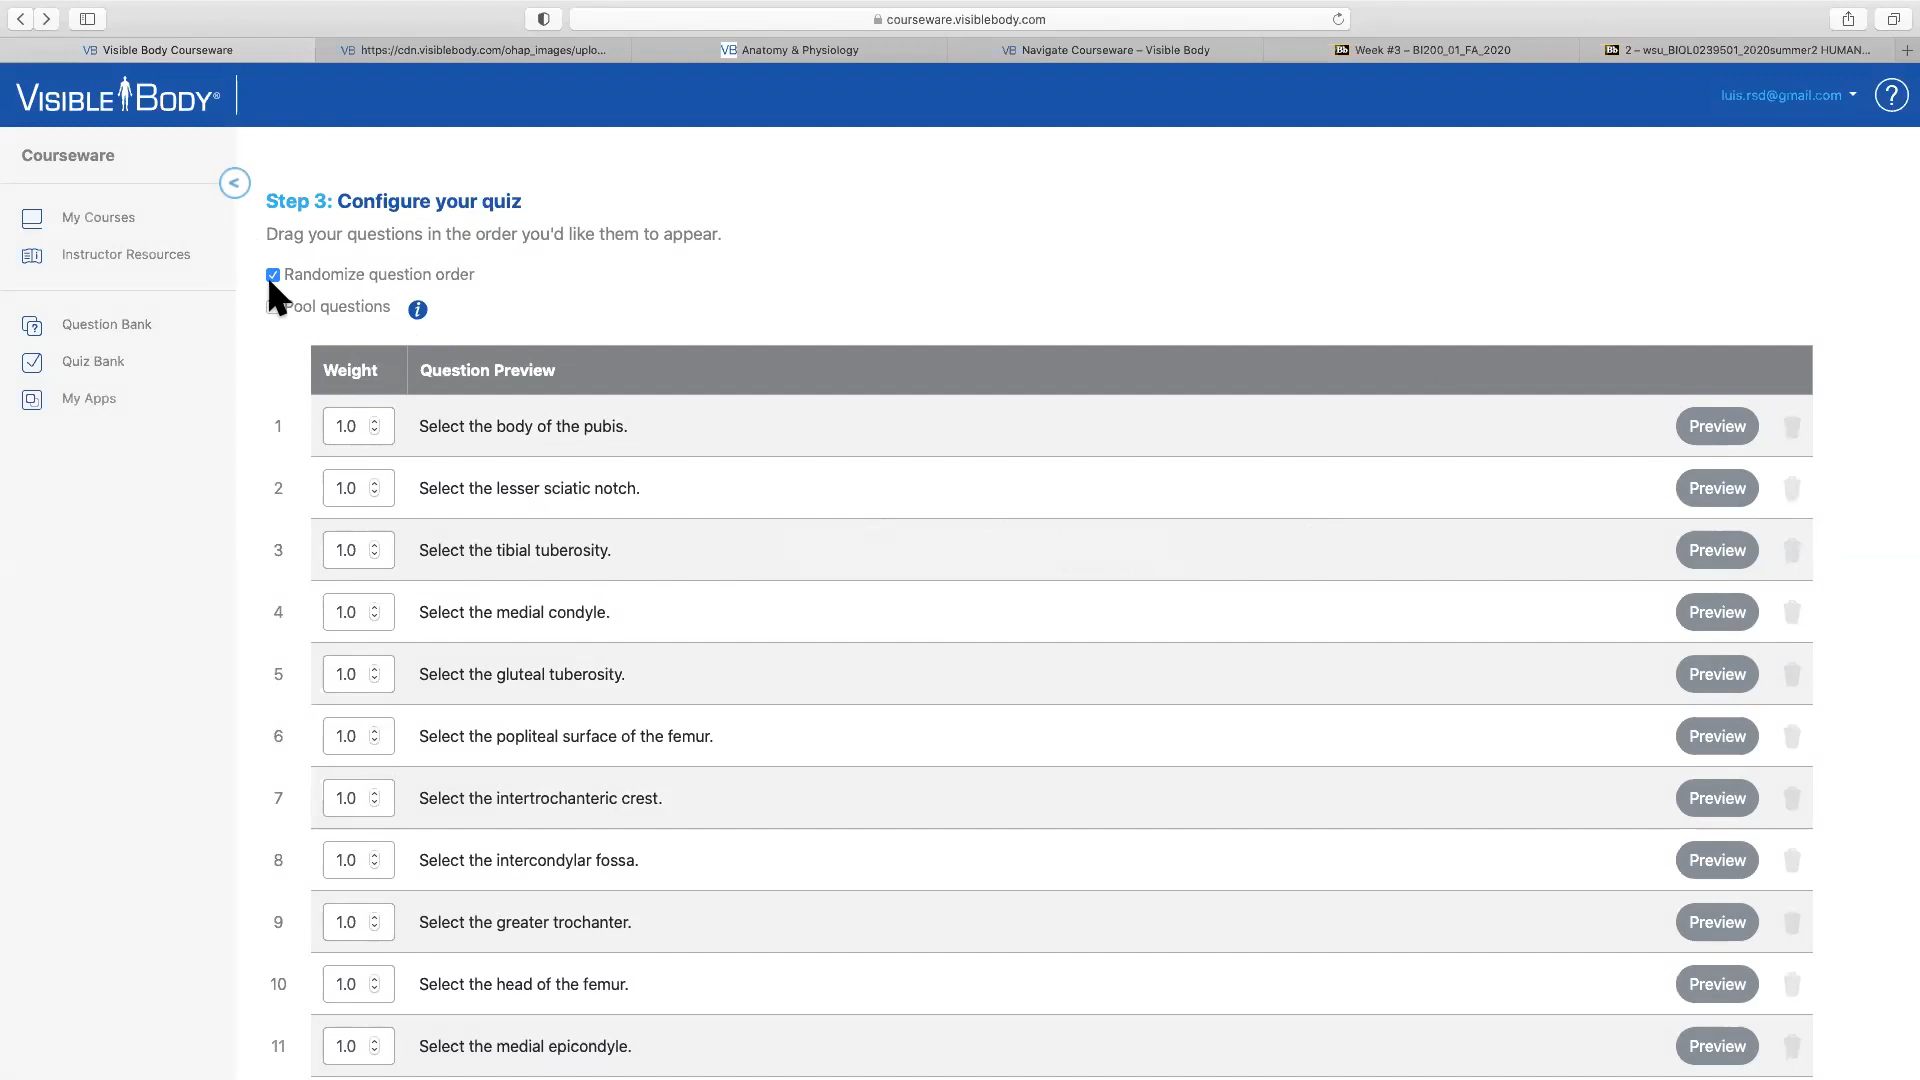 courseware.visiblebody.com
VB Visible Body Courseware
VB https://cdn.visiblebody.com/ohap_images/uplo...
VB Anatomy & Physiology
VB Navigate Courseware – Visible Body
Bb Week #3 – BI200_01_FA_2020
Bb 2 – wsu_BIOL0239501_2020summer2 HUMAN...
VISIBLE BODY®
luis.rsd@gmail.com
?
Courseware
<
My Courses
Instructor Resources
Question Bank
Quiz Bank
My Apps
Step 3: Configure your quiz
Drag your questions in the order you'd like them to appear.
Randomize question order
ool questions i
Weight Question Preview
1 1.0 Select the body of the pubis. Preview
2 1.0 Select the lesser sciatic notch. Preview
3 1.0 Select the tibial tuberosity. Preview
4 1.0 Select the medial condyle. Preview
5 1.0 Select the gluteal tuberosity. Preview
6 1.0 Select the popliteal surface of the femur. Preview
7 1.0 Select the intertrochanteric crest. Preview
8 1.0 Select the intercondylar fossa. Preview
9 1.0 Select the greater trochanter. Preview
10 1.0 Select the head of the femur. Preview
11 1.0 Select the medial epicondyle. Preview